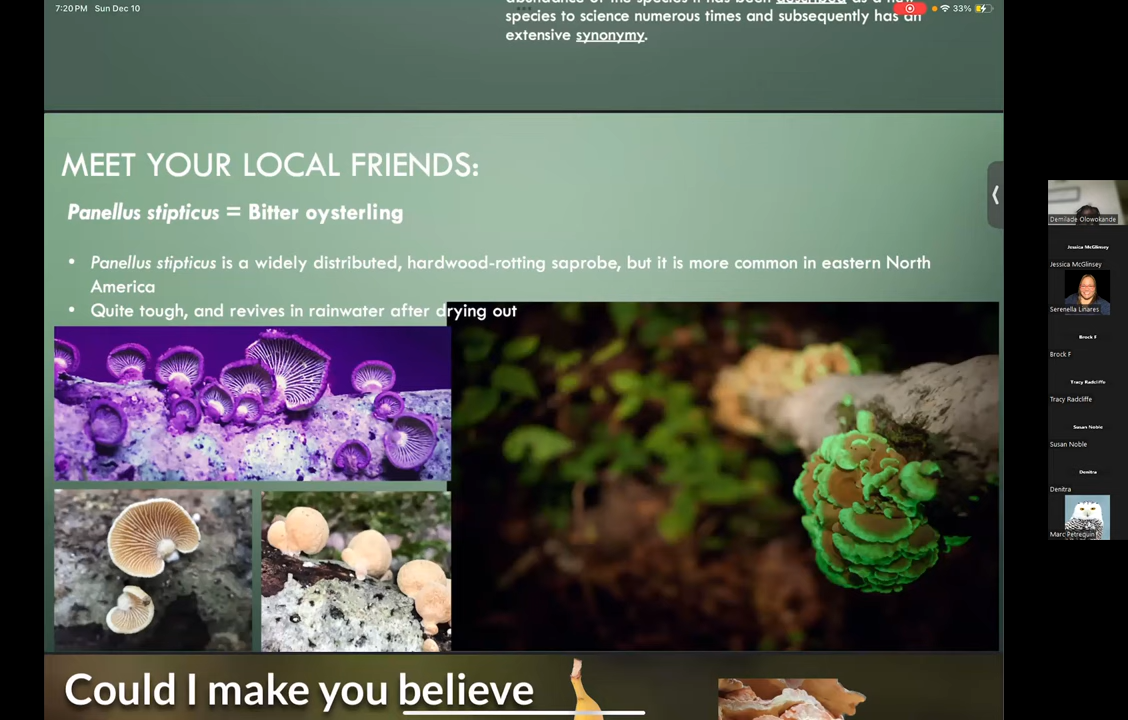 7:20 PM Sun Dec 10
33%
species to science numerous times and subsequently has an
extensive synonymy.
MEET YOUR LOCAL FRIENDS:
Panellus stipticus = Bitter oysterling
• Panellus stipticus is a widely distributed, hardwood-rotting saprobe, but it is more common in eastern North
America
• Quite tough, and revives in rainwater after drying out
Could I make you believe
Demilade Olowokande
Jessica McGlinsey
Jessica McGlinsey
Serenella Linares
Brock F
Brock F
Tracy Radcliffe
Tracy Radcliffe
Susan Noble
Susan Noble
Denitra
Denitra
Marc Petrequin